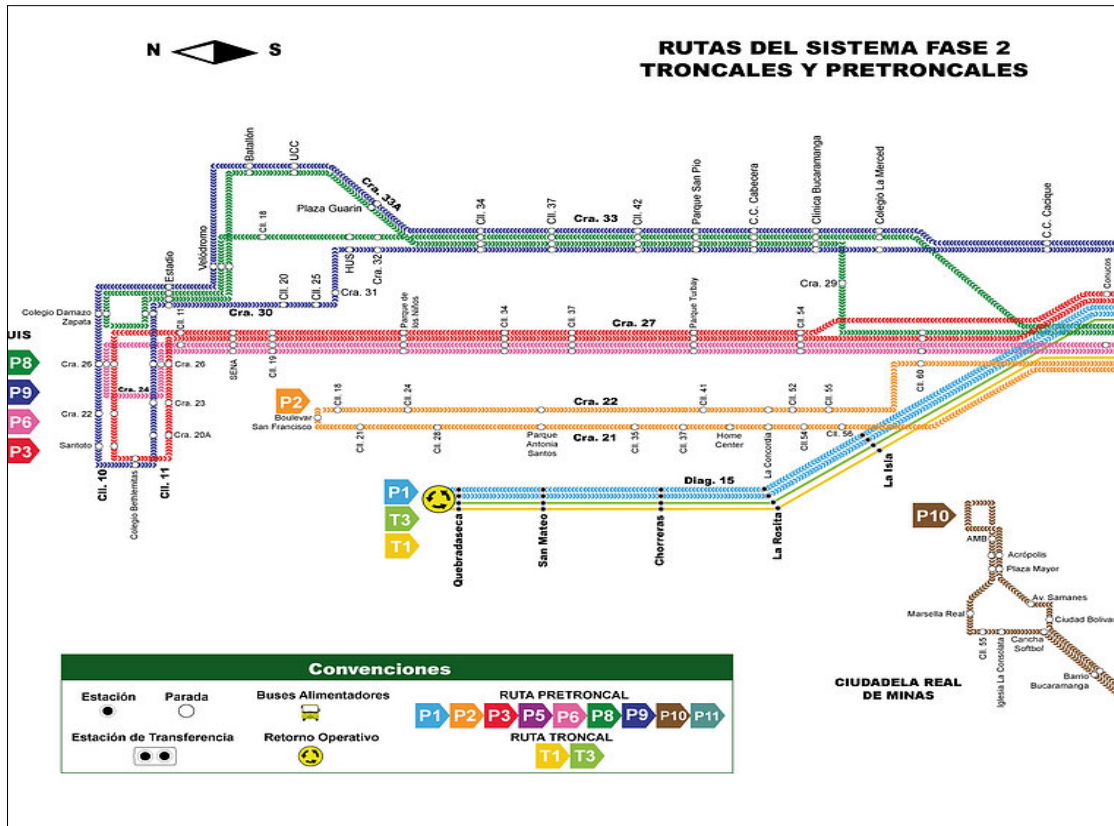 N
S
RUTAS DEL SISTEMA FASE 2
TRONCALES Y PRETRONCALES
Batallón
UCC
Cra. 33A
Plaza Guarin
Cll. 18
Velódromo
Estadio
HUS
Cra. 32
Cll. 20
Cll. 25
Cra. 31
Cra. 30
Cll. 34
Cll. 37
Cra. 33
Cll. 42
Parque San Pio
C.C. Cabecera
Clínica Bucaramanga
Colegio La Merced
C.C. Cacique
Cra. 29
Conucos
Colegio Damazo
Zapata
UIS
P8
P9
P6
P3
Cll. 11
Cra. 26
Cra. 26
Cra. 24
Cra. 22
Cra. 23
Santoto
Cra. 20A
Cll. 10
Cll. 11
Colegio Bethlemitas
SENA
Cll. 19
Parque de
los Niños
Cll. 34
Cll. 37
Cra. 27
Parque Turbay
Cll. 54
Cll. 60
P2
Boulevar
San Francisco
Cll. 18
Cll. 24
Cra. 22
Cll. 41
Cll. 52
Cll. 55
Cll. 21
Cll. 28
Parque
Antonia
Santos
Cra. 21
Cll. 35
Cll. 37
Home
Center
La Concordia
Cll.54
Cll. 56
La Isla
P1
T3
T1
Diag. 15
Quebradaseca
San Mateo
Chorreras
La Rosita
P10
AMB
Acrópolis
Plaza Mayor
Av. Samanes
Marsella Real
Ciudad Bolivar
Cll. 55
Iglesia La Consolata
Cancha
Softbol
Barrio
Bucaramanga
CIUDADELA REAL
DE MINAS
Convenciones
Estación
Parada
Buses Alimentadores
RUTA PRETRONCAL
P1 P2 P3 P5 P6 P8 P9 P10 P11
Estación de Transferencia
Retorno Operativo
RUTA TRONCAL
T1 T3